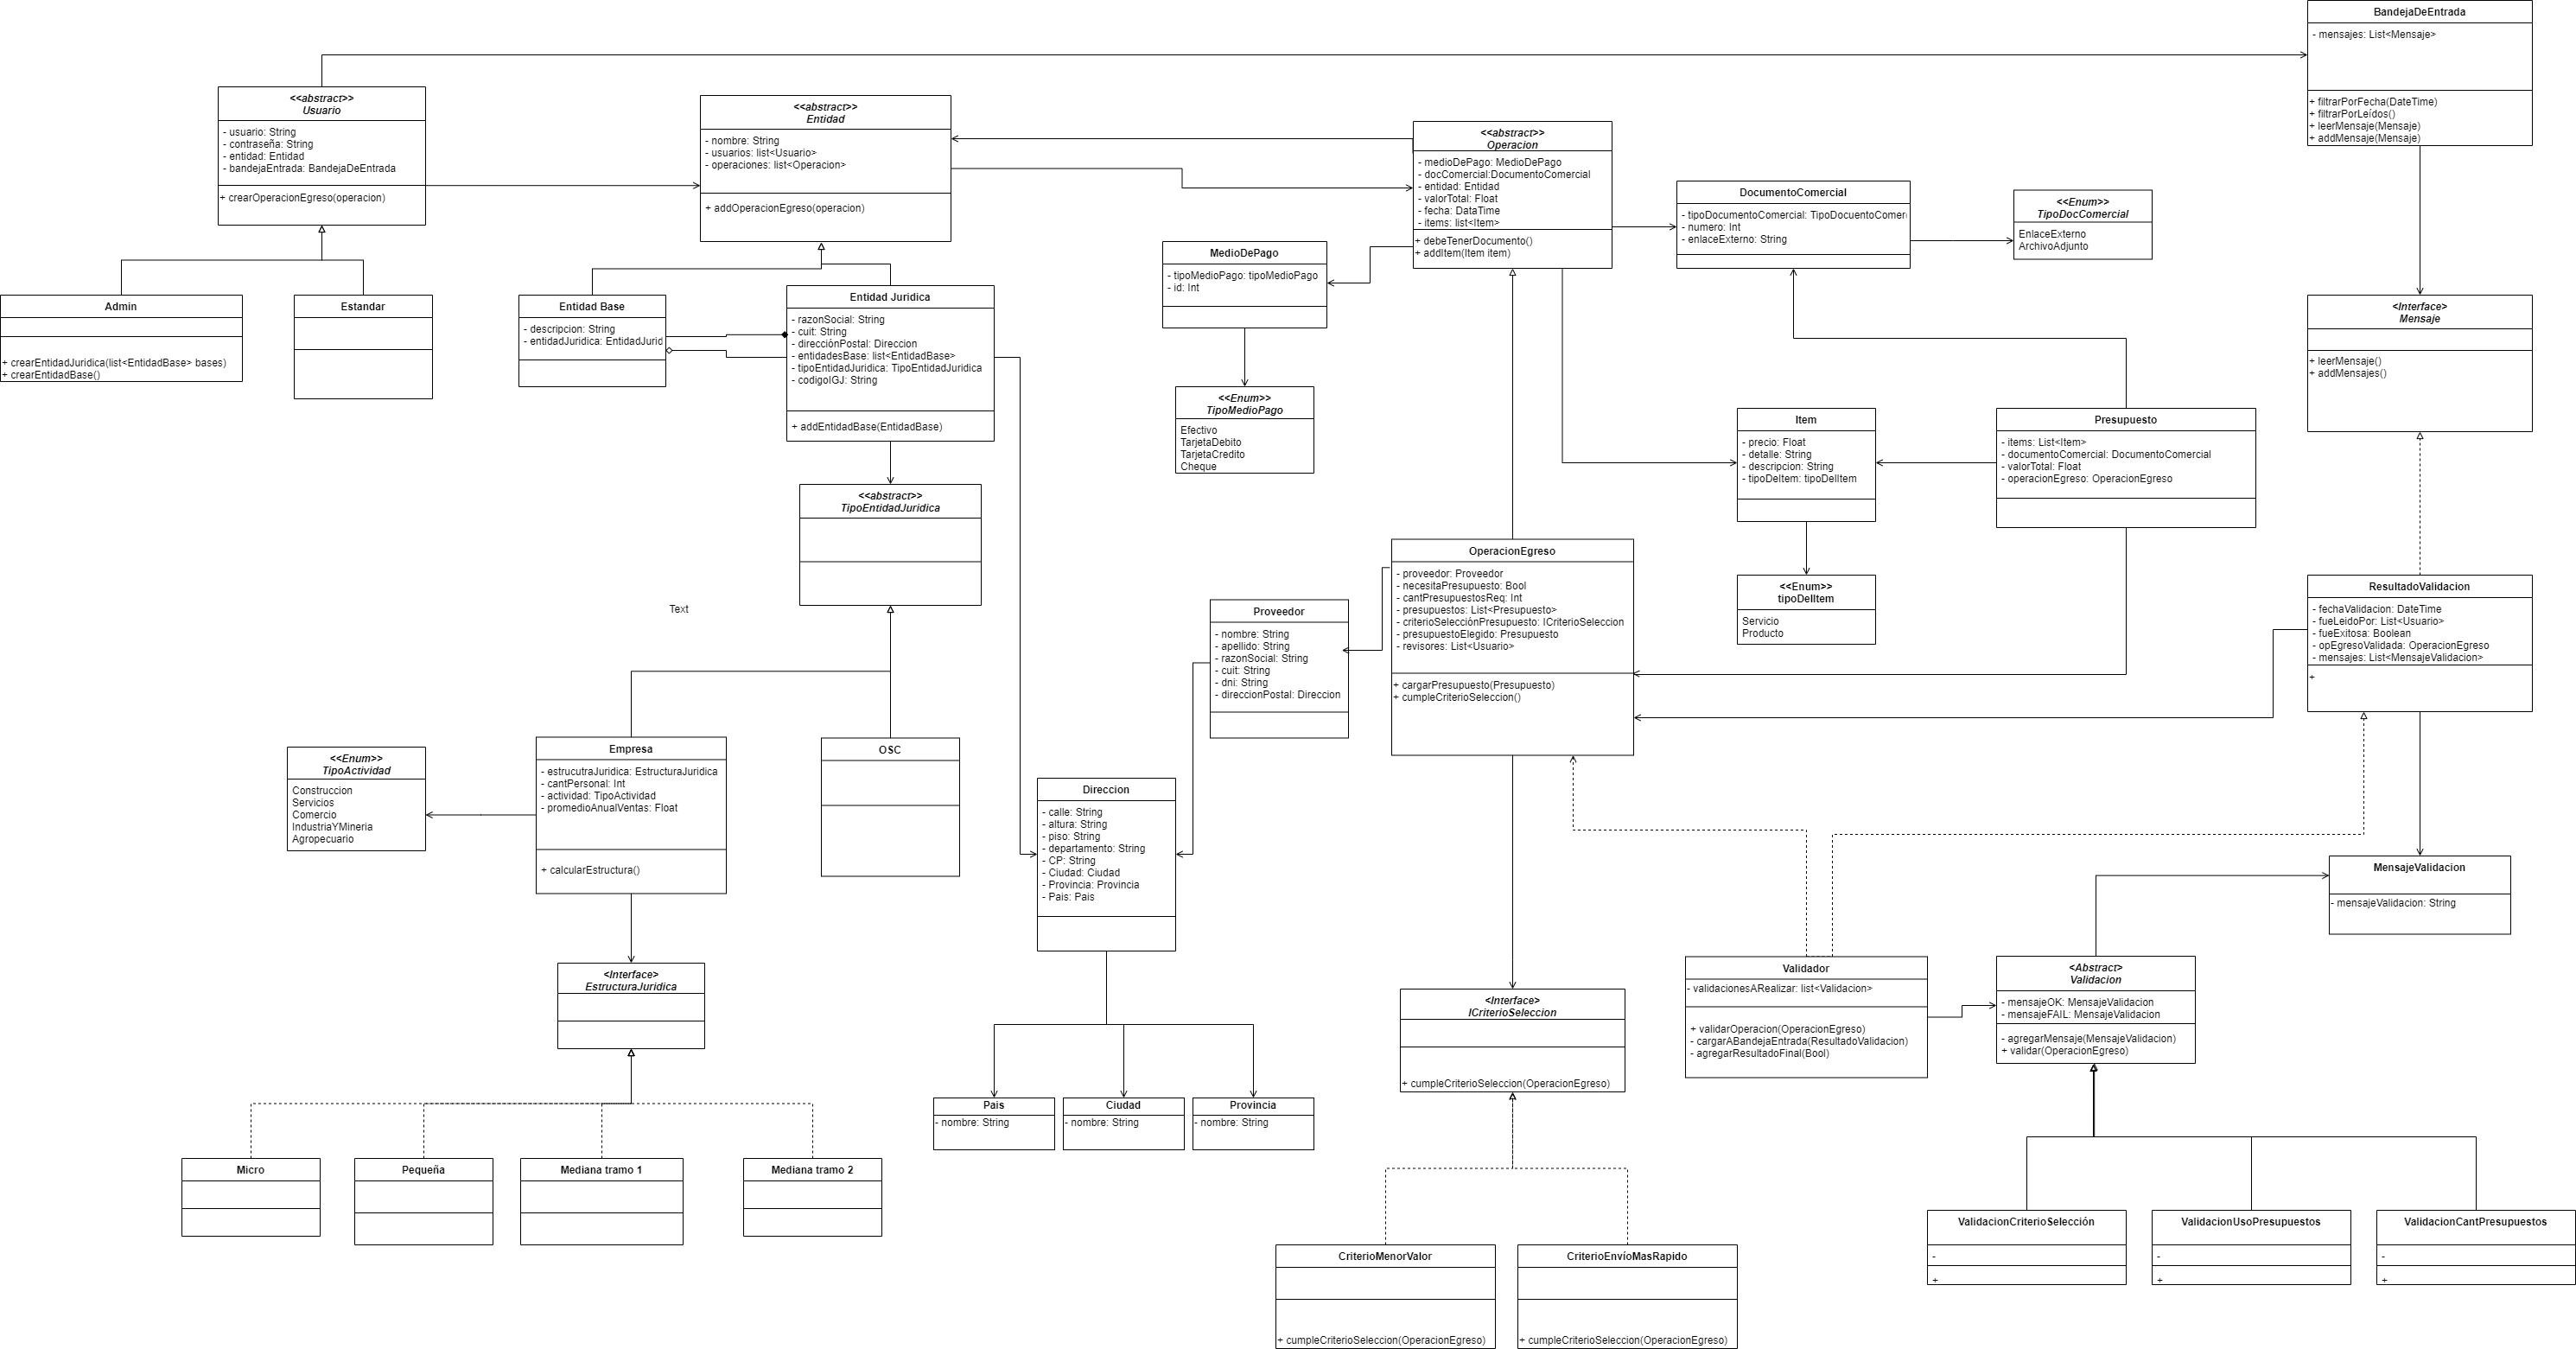 BandejaDeEntrada
- mensajes: List<Mensaje>
+ filtrarPorFecha(DateTime)
+ filtrarPorLeídos()
+ leerMensaje(Mensaje)
+ addMensaje(Mensaje)
<<abstract>>
Usuario
- usuario: String
- contraseña: String
- entidad: Entidad
- bandejaEntrada: BandejaDeEntrada
+ crearOperacionEgreso(operacion)
<<abstract>>
Entidad
- nombre: String
- usuarios: list<Usuario>
- operaciones: list<Operacion>
+ addOperacionEgreso(operacion)
<<abstract>>
Operacion
- medioDePago: MedioDePago
- docComercial:DocumentoComercial
- entidad: Entidad
- valorTotal: Float
- fecha: DataTime
- items: list<Item>
+ debeTenerDocumento()
+ addItem(Item item)
DocumentoComercial
- tipoDocumentoComercial: TipoDocuentoComer
- numero: Int
- enlaceExterno: String
<<Enum>>
TipoDocComercial
EnlaceExterno
ArchivoAdjunto
MedioDePago
- tipoMedioPago: tipoMedioPago
- id: Int
Admin
+ crearEntidadJuridica(list<EntidadBase> bases)
+ crearEntidadBase()
Estandar
Entidad Base
- descripcion: String
- entidadJuridica: EntidadJurid
Entidad Juridica
- razonSocial: String
- cuit: String
- direcciónPostal: Direccion
- entidadesBase: list<EntidadBase>
- tipoEntidadJuridica: TipoEntidadJuridica
- codigoIGJ: String
+ addEntidadBase(EntidadBase)
<Interface>
Mensaje
+ leerMensaje()
+ addMensajes()
<<Enum>>
TipoMedioPago
Efectivo
TarjetaDebito
TarjetaCredito
Cheque
Item
- precio: Float
- detalle: String
- descripcion: String
- tipoDeItem: tipoDelItem
Presupuesto
- items: List<Item>
- documentoComercial: DocumentoComercial
- valorTotal: Float
- operacionEgreso: OperacionEgreso
<<abstract>>
TipoEntidadJuridica
OperacionEgreso
- proveedor: Proveedor
- necesitaPresupuesto: Bool
- cantPresupuestosReq: Int
- presupuestos: List<Presupuesto>
- criterioSelecciónPresupuesto: ICriterioSeleccion
- presupuestoElegido: Presupuesto
- revisores: List<Usuario>
+ cargarPresupuesto(Presupuesto)
+ cumpleCriterioSeleccion()
<<Enum>>
tipoDelItem
Servicio
Producto
ResultadoValidacion
- fechaValidacion: DateTime
- fueLeidoPor: List<Usuario>
- fueExitosa: Boolean
- opEgresoValidada: OperacionEgreso
- mensajes: List<MensajeValidacion>
+
Text
Proveedor
- nombre: String
- apellido: String
- razonSocial: String
- cuit: String
- dni: String
- direccionPostal: Direccion
<<Enum>>
TipoActividad
Construccion
Servicios
Comercio
IndustriaYMineria
Agropecuario
Empresa
- estrucutraJuridica: EstructuraJuridica
- cantPersonal: Int
- actividad: TipoActividad
- promedioAnualVentas: Float
+ calcularEstructura()
OSC
Direccion
- calle: String
- altura: String
- piso: String
- departamento: String
- CP: String
- Ciudad: Ciudad
- Provincia: Provincia
- Pais: Pais
MensajeValidacion
- mensajeValidacion: String
<Interface>
EstructuraJuridica
<Interface>
ICriterioSeleccion
+ cumpleCriterioSeleccion(OperacionEgreso)
Validador
- validacionesARealizar: list<Validacion>
+ validarOperacion(OperacionEgreso)
- cargarABandejaEntrada(ResultadoValidacion)
- agregarResultadoFinal(Bool)
<Abstract>
Validacion
- mensajeOK: MensajeValidacion
- mensajeFAIL: MensajeValidacion
- agregarMensaje(MensajeValidacion)
+ validar(OperacionEgreso)
Pais
- nombre: String
Ciudad
- nombre: String
Provincia
- nombre: String
Micro
Pequeña
Mediana tramo 1
Mediana tramo 2
ValidacionCriterioSelección
-
+
ValidacionUsoPresupuestos
-
+
ValidacionCantPresupuestos
-
+
CriterioMenorValor
+ cumpleCriterioSeleccion(OperacionEgreso)
CriterioEnvíoMasRapido
+ cumpleCriterioSeleccion(OperacionEgreso)